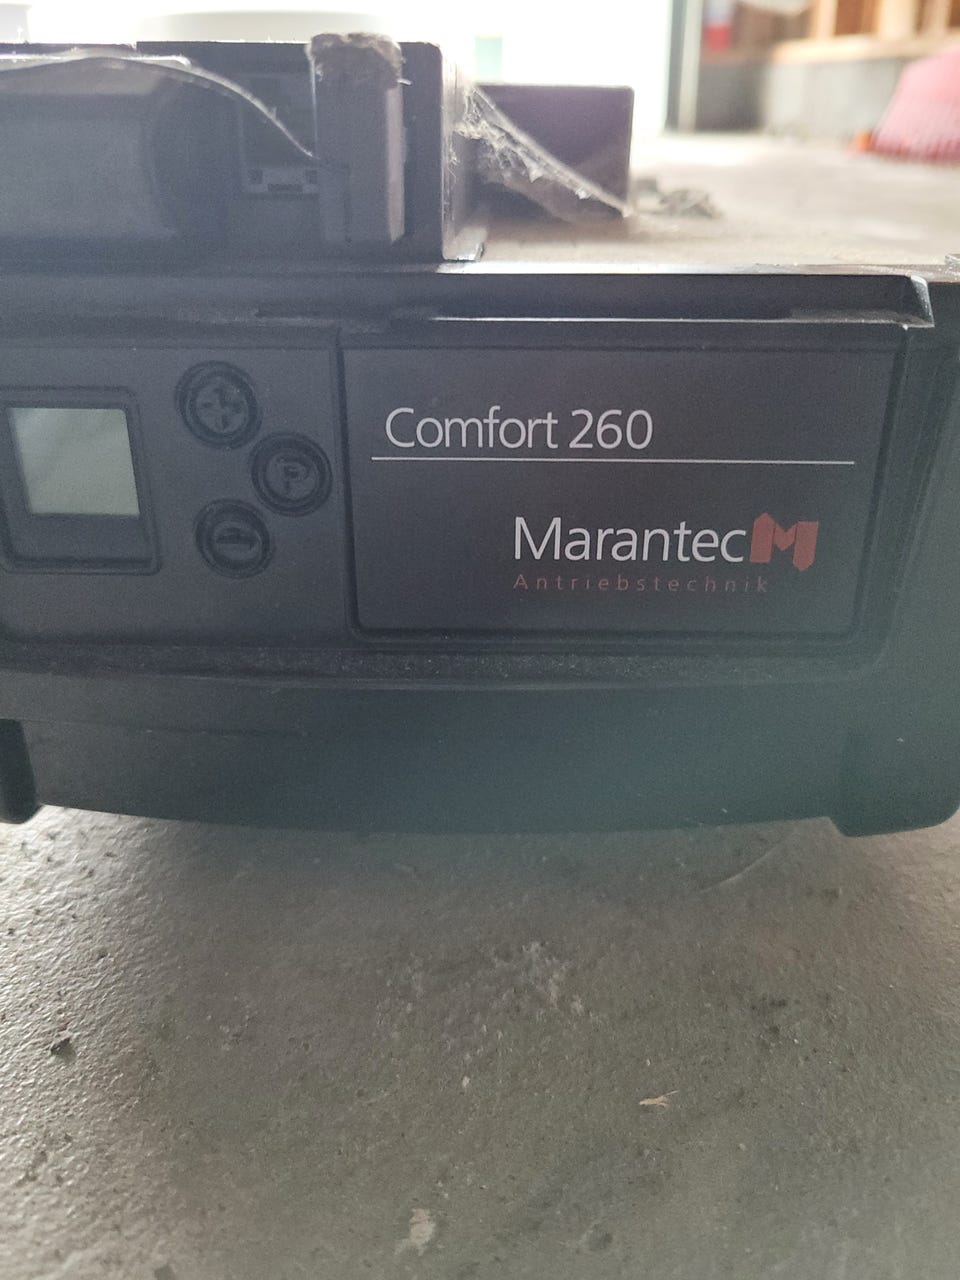 Comfort 260
P
Marantec
Antriebstechnik